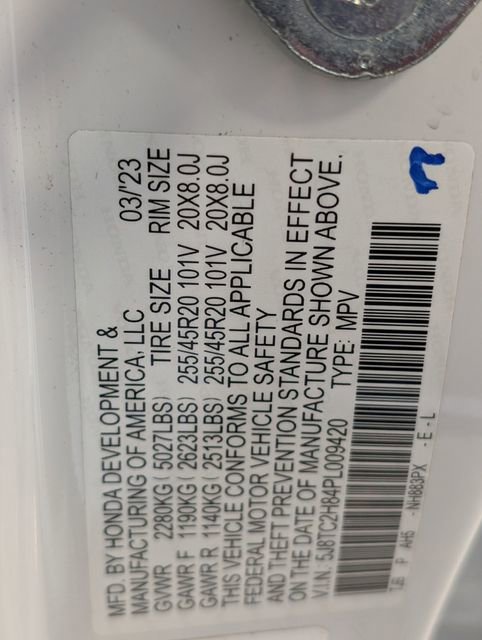 MFD. BY HONDA DEVELOPMENT &
MANUFACTURING OF AMERICA, LLC 03/'23
GVWR 2280KG ( 5027LBS) TIRE SIZE RIM SIZE
GAWR F 1190KG ( 2623LBS) 255/45R20 101V 20X8.0J
GAWR R 1140KG ( 2513LBS) 255/45R20 101V 20X8.0J
THIS VEHICLE CONFORMS TO ALL APPLICABLE
FEDERAL MOTOR VEHICLE SAFETY
AND THEFT PREVENTION STANDARDS IN EFFECT
ON THE DATE OF MANUFACTURE SHOWN ABOVE.
V.I.N: 5J8TC2H84PL009420 TYPE: MPV
TJB P AH5 - NH883PX - E - L